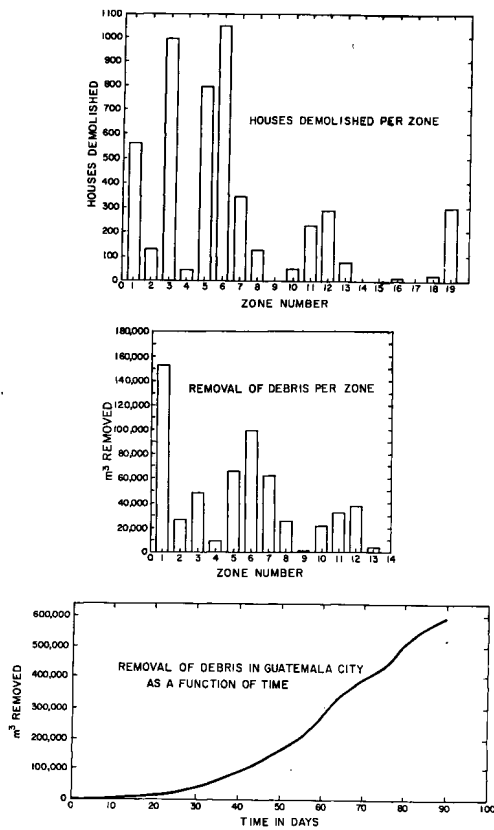 1100
1000
900
800
700
600
500
400
300
200
100
0
HOUSES DEMOLISHED
HOUSES DEMOLISHED PER ZONE
0 1 2 3 4 5 6 7 8 9 10 11 12 13 14 15 16 17 18 19
ZONE NUMBER
180,000
160,000
140,000
120,000
100,000
80,000
60,000
40,000
20,000
0
m³ REMOVED
REMOVAL OF DEBRIS PER ZONE
0 1 2 3 4 5 6 7 8 9 10 11 12 13 14
ZONE NUMBER
600,000
500,000
400,000
300,000
200,000
100,000
0
m³ REMOVED
REMOVAL OF DEBRIS IN GUATEMALA CITY
AS A FUNCTION OF TIME
0 10 20 30 40 50 60 70 80 90 100
TIME IN DAYS